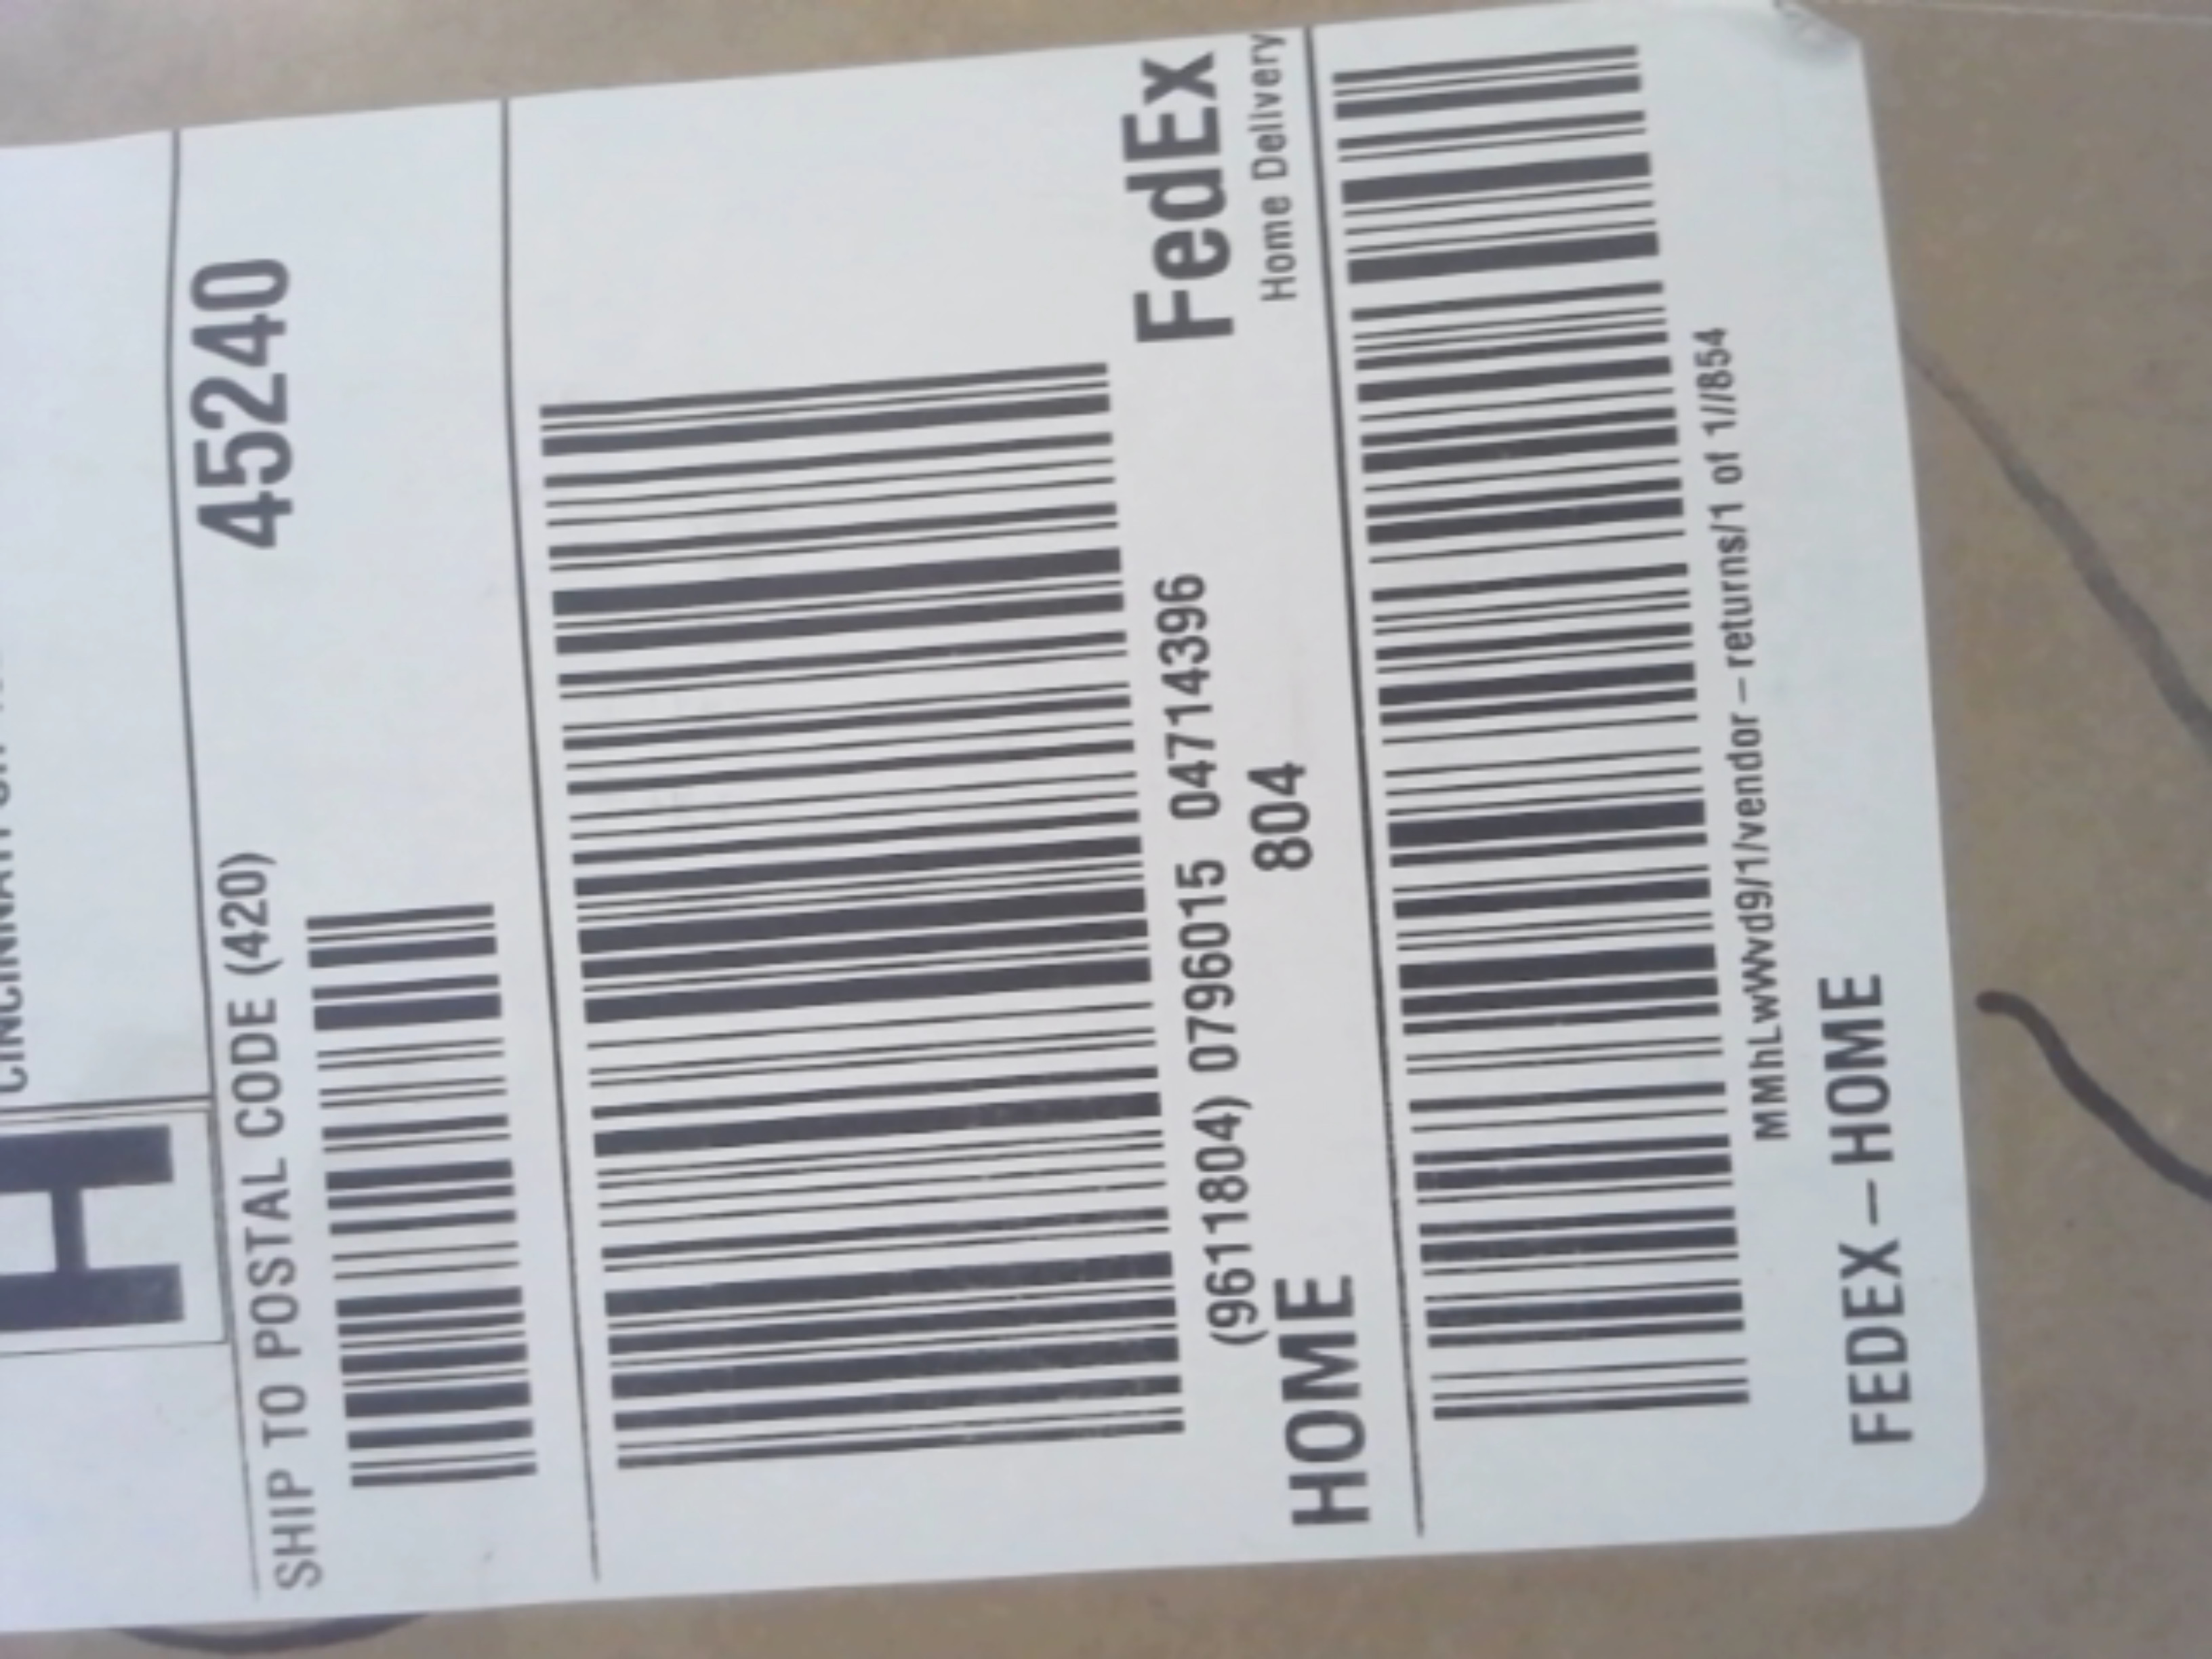 CINCINNATI
H
SHIP TO POSTAL CODE (420)
45240
(9611804) 0796015 04714396
FedEx
HOME
804
Home Delivery
MMhLwWvd9/1/vendor-returns/1 of 1//854
FEDEX-HOME